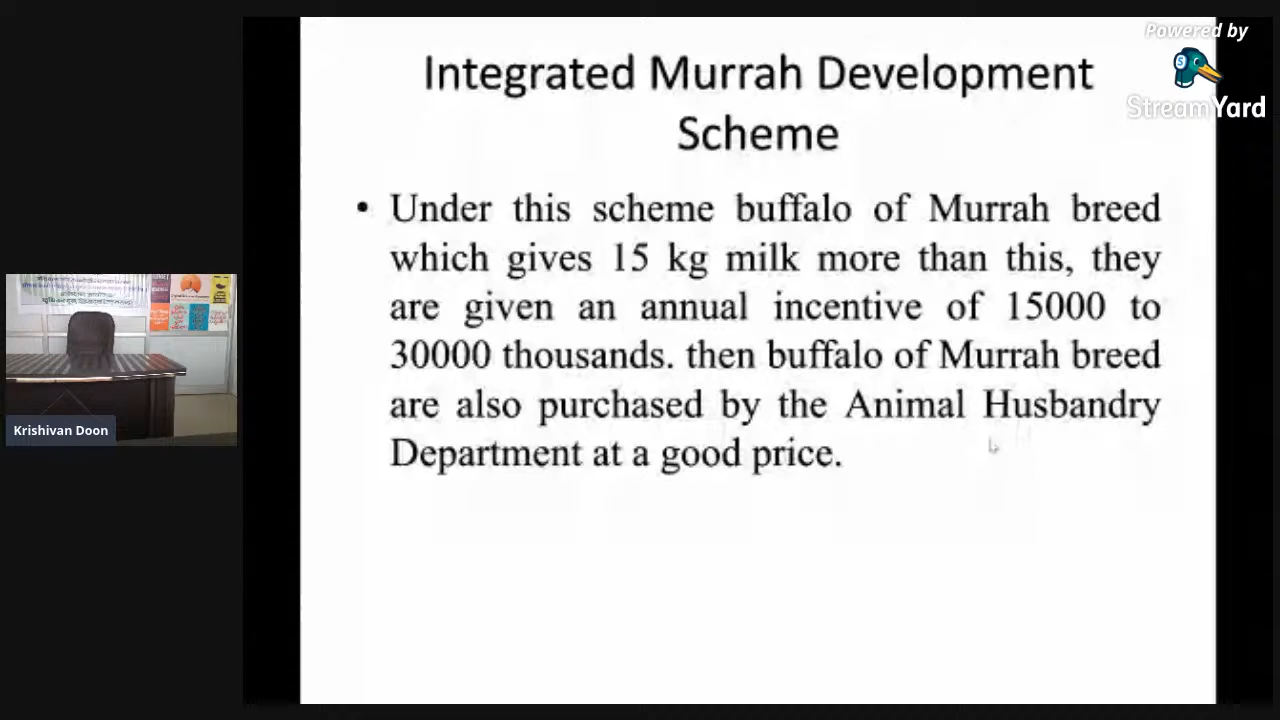 Integrated Murrah Development
Scheme
• Under this scheme buffalo of Murrah breed
which gives 15 kg milk more than this, they
are given an annual incentive of 15000 to
30000 thousands. then buffalo of Murrah breed
are also purchased by the Animal Husbandry
Department at a good price.
Powered by
StreamYard
Krishivan Doon